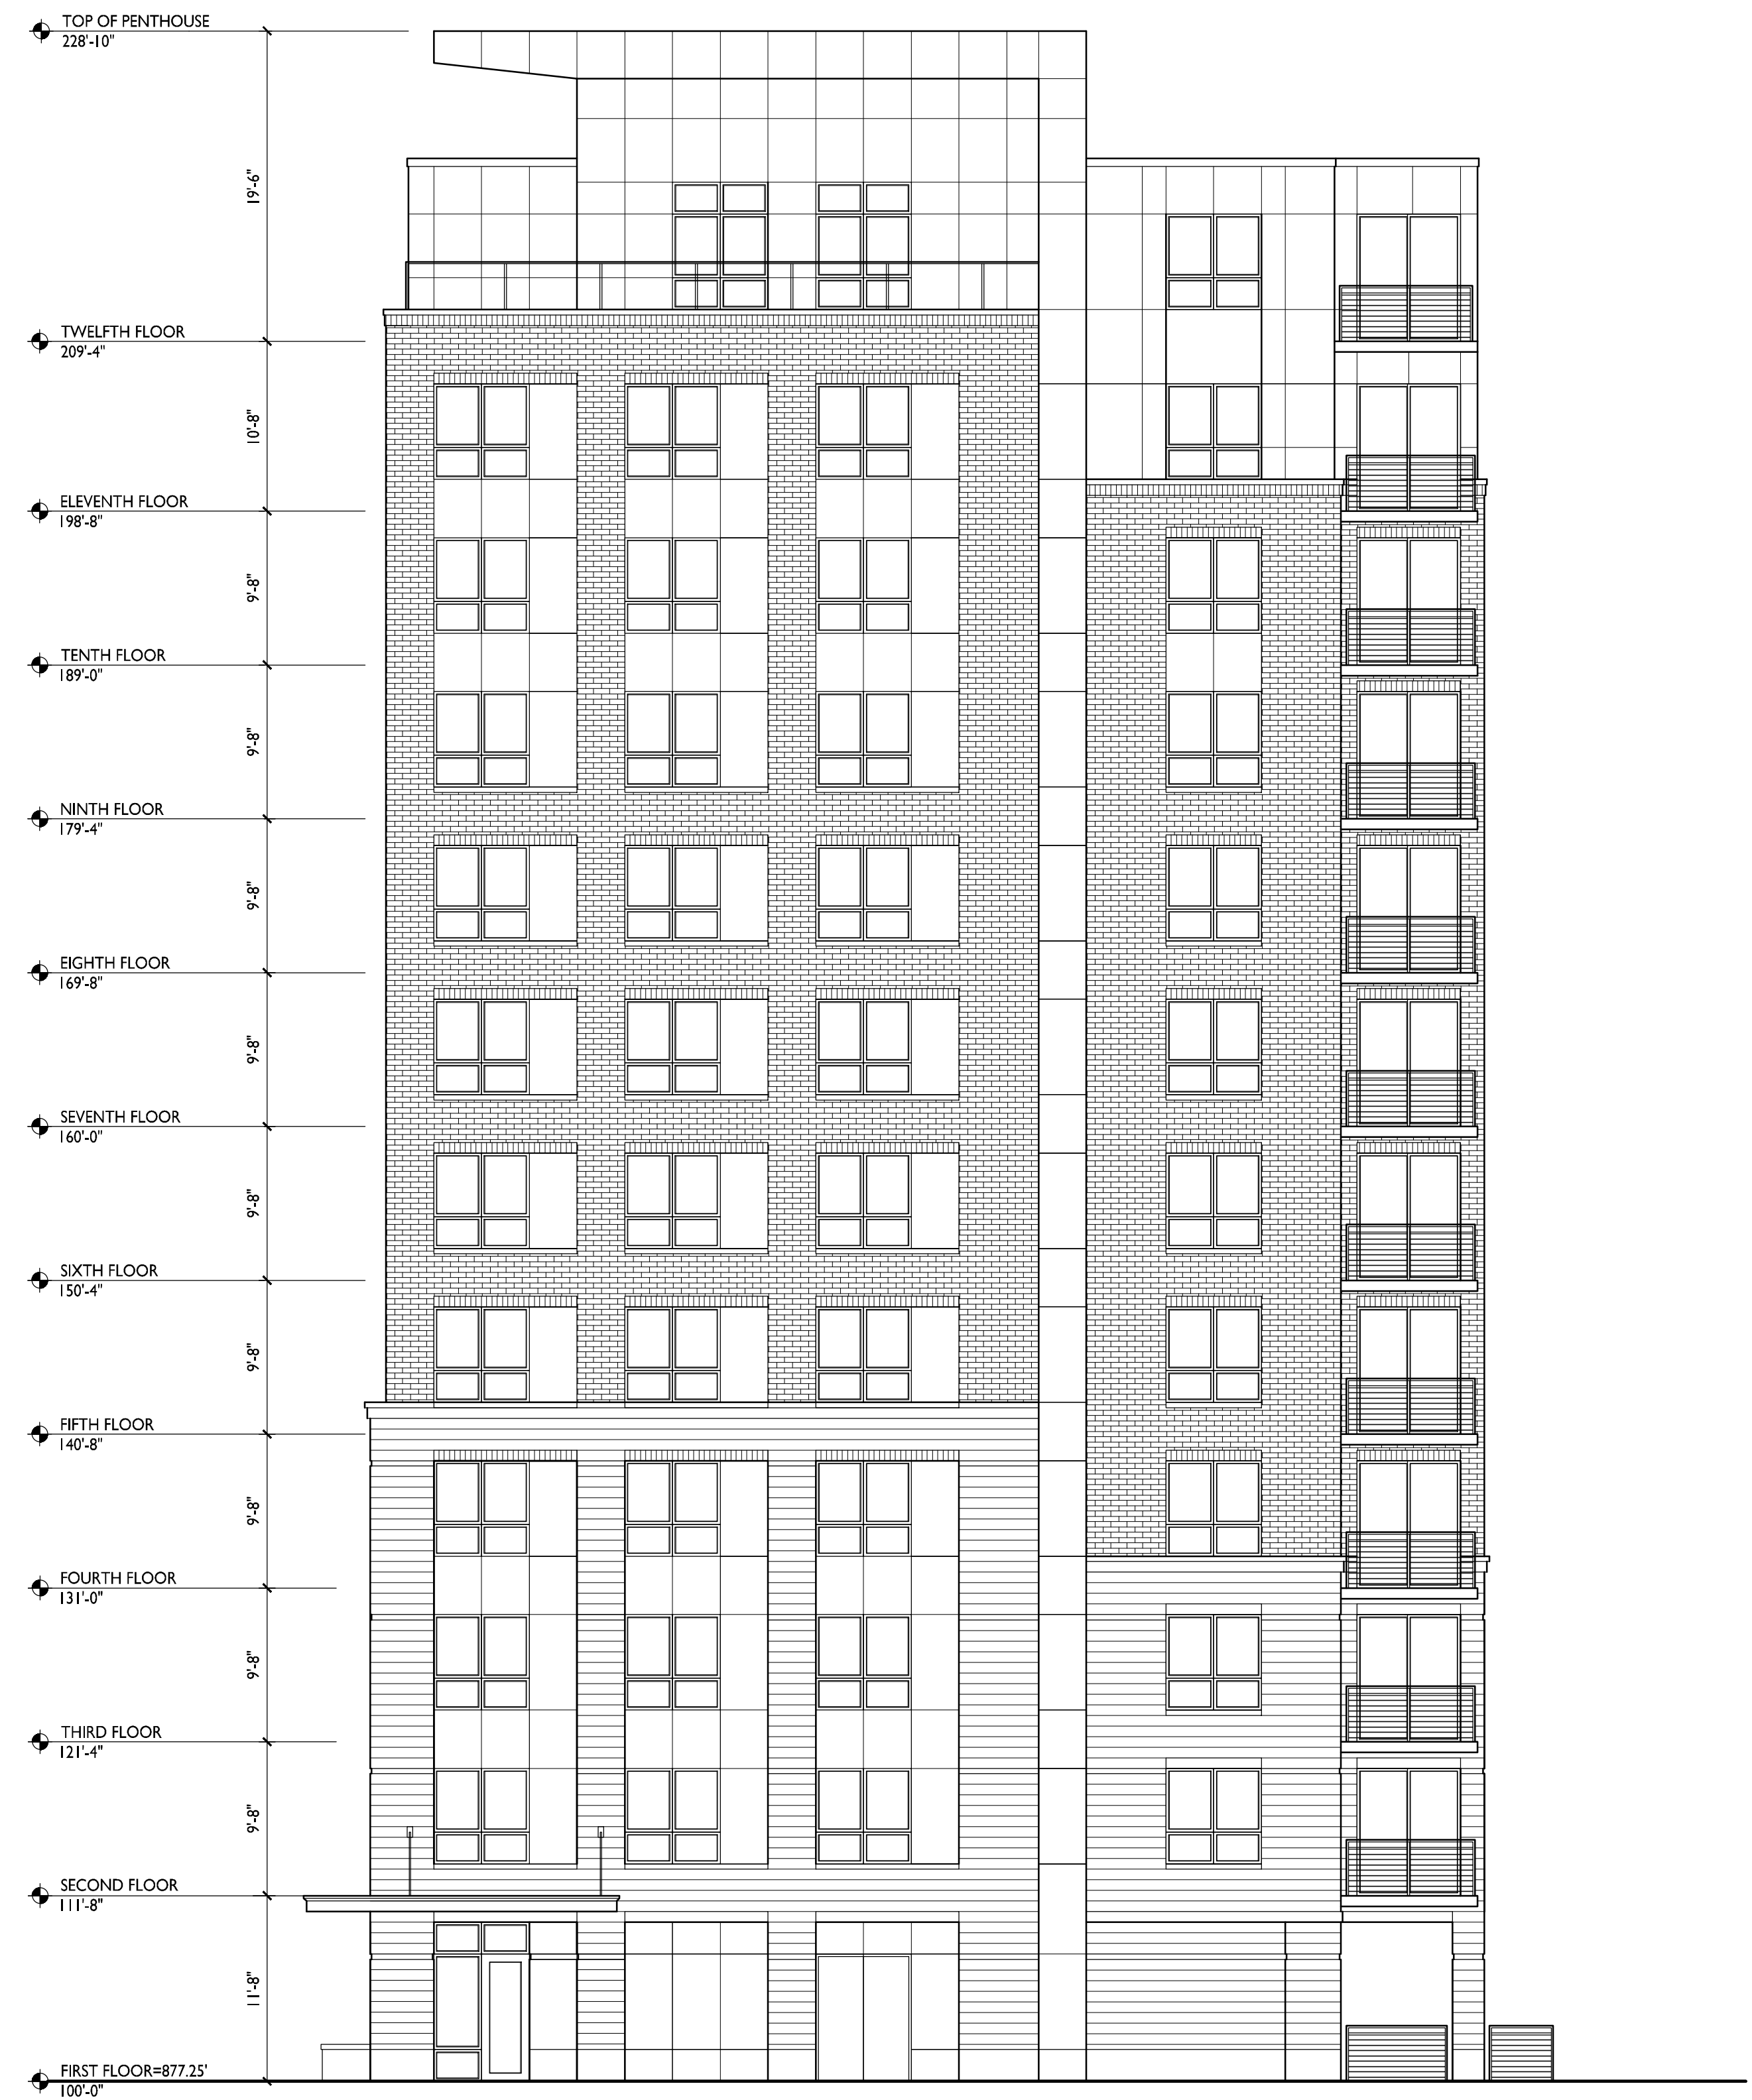 TOP OF PENTHOUSE
228'-10"
19'-6"
TWELFTH FLOOR
209'-4"
10'-8"
ELEVENTH FLOOR
198'-8"
9'-8"
TENTH FLOOR
189'-0"
9'-8"
NINTH FLOOR
179'-4"
9'-8"
EIGHTH FLOOR
169'-8"
9'-8"
SEVENTH FLOOR
160'-0"
9'-8"
SIXTH FLOOR
150'-4"
9'-8"
FIFTH FLOOR
140'-8"
9'-8"
FOURTH FLOOR
131'-0"
9'-8"
THIRD FLOOR
121'-4"
9'-8"
SECOND FLOOR
111'-8"
11'-8"
FIRST FLOOR=877.25'
100'-0"